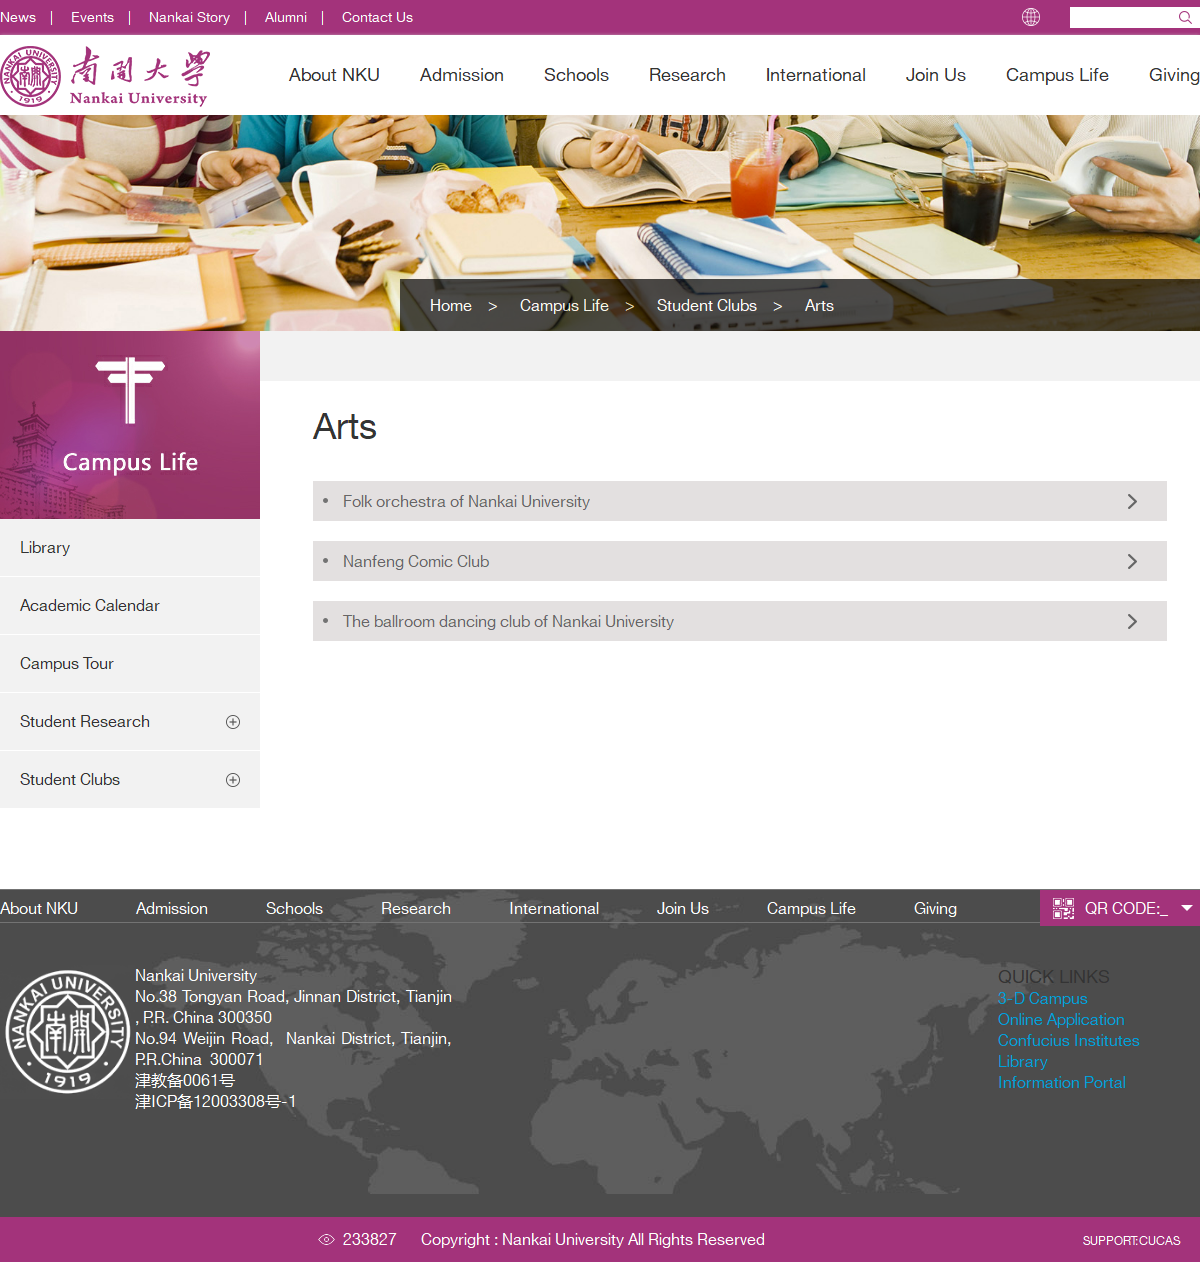 News | Events | Nankai Story | Alumni | Contact Us
NANKAI UNIVERSITY
1919
南開大學
Nankai University
About NKU Admission Schools Research International Join Us Campus Life Giving
Home > Campus Life > Student Clubs > Arts
Campus Life
Library
Academic Calendar
Campus Tour
Student Research
Student Clubs
Arts
• Folk orchestra of Nankai University
• Nanfeng Comic Club
• The ballroom dancing club of Nankai University
About NKU Admission Schools Research International Join Us Campus Life Giving QR CODE:_
NANKAI UNIVERSITY
南開
1919
Nankai University
No.38 Tongyan Road, Jinnan District, Tianjin
, P.R. China 300350
No.94 Weijin Road, Nankai District, Tianjin,
P.R.China 300071
津教备0061号
津ICP备12003308号-1
QUICK LINKS
3-D Campus
Online Application
Confucius Institutes
Library
Information Portal
233827 Copyright : Nankai University All Rights Reserved SUPPORT:CUCAS